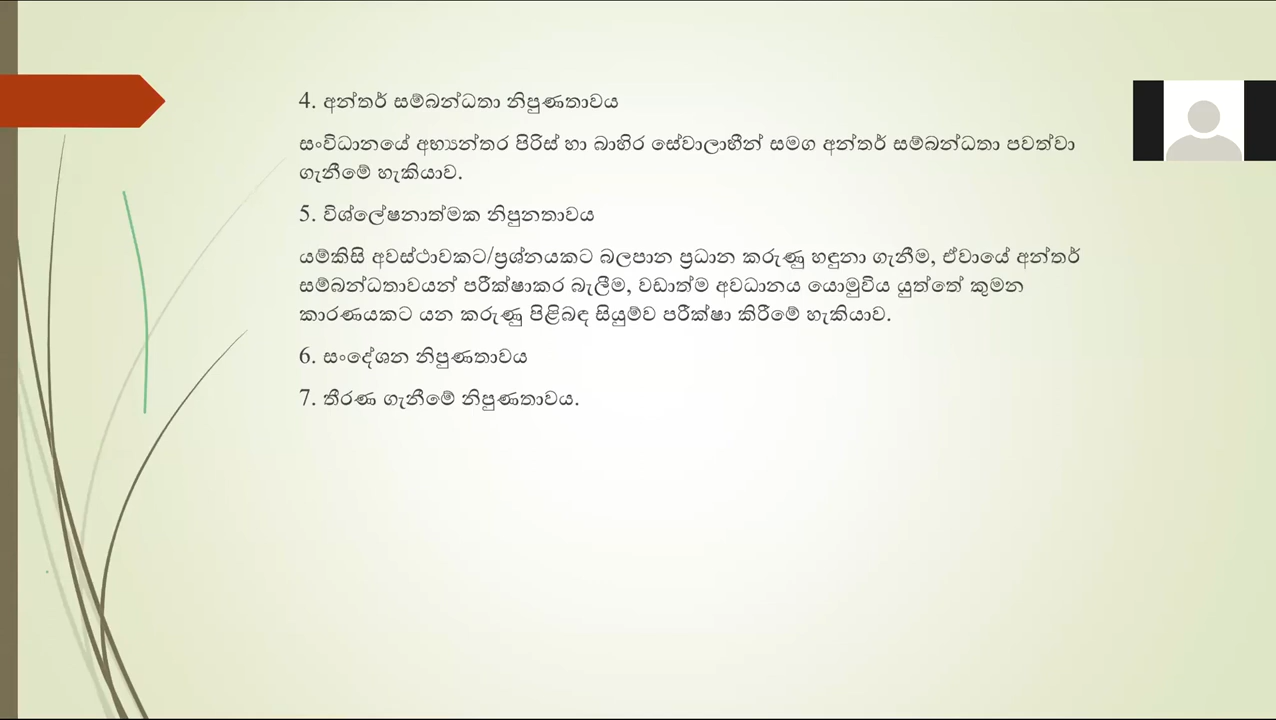 4. අන්තර් සම්බන්ධතා නිපුණතාවය
සංවිධානයේ අභ්‍යන්තර පිරිස් හා බාහිර සේවාලාභීන් සමග අන්තර් සම්බන්ධතා පවත්වා
ගැනීමේ හැකියාව.
5. විශ්ලේෂනාත්මක නිපුනතාවය
යම්කිසි අවස්ථාවකට/ප්‍රශ්නයකට බලපාන ප්‍රධාන කරුණු හඳුනා ගැනීම, ඒවායේ අන්තර්
සම්බන්ධතාවයන් පරීක්ෂාකර බැලීම, වඩාත්ම අවධානය යොමුවිය යුත්තේ කුමන
කාරණයකට යන කරුණු පිළිබඳ සියුම්ව පරීක්ෂා කිරීමේ හැකියාව.
6. සංදේශන නිපුණතාවය
7. තීරණ ගැනීමේ නිපුණතාවය.